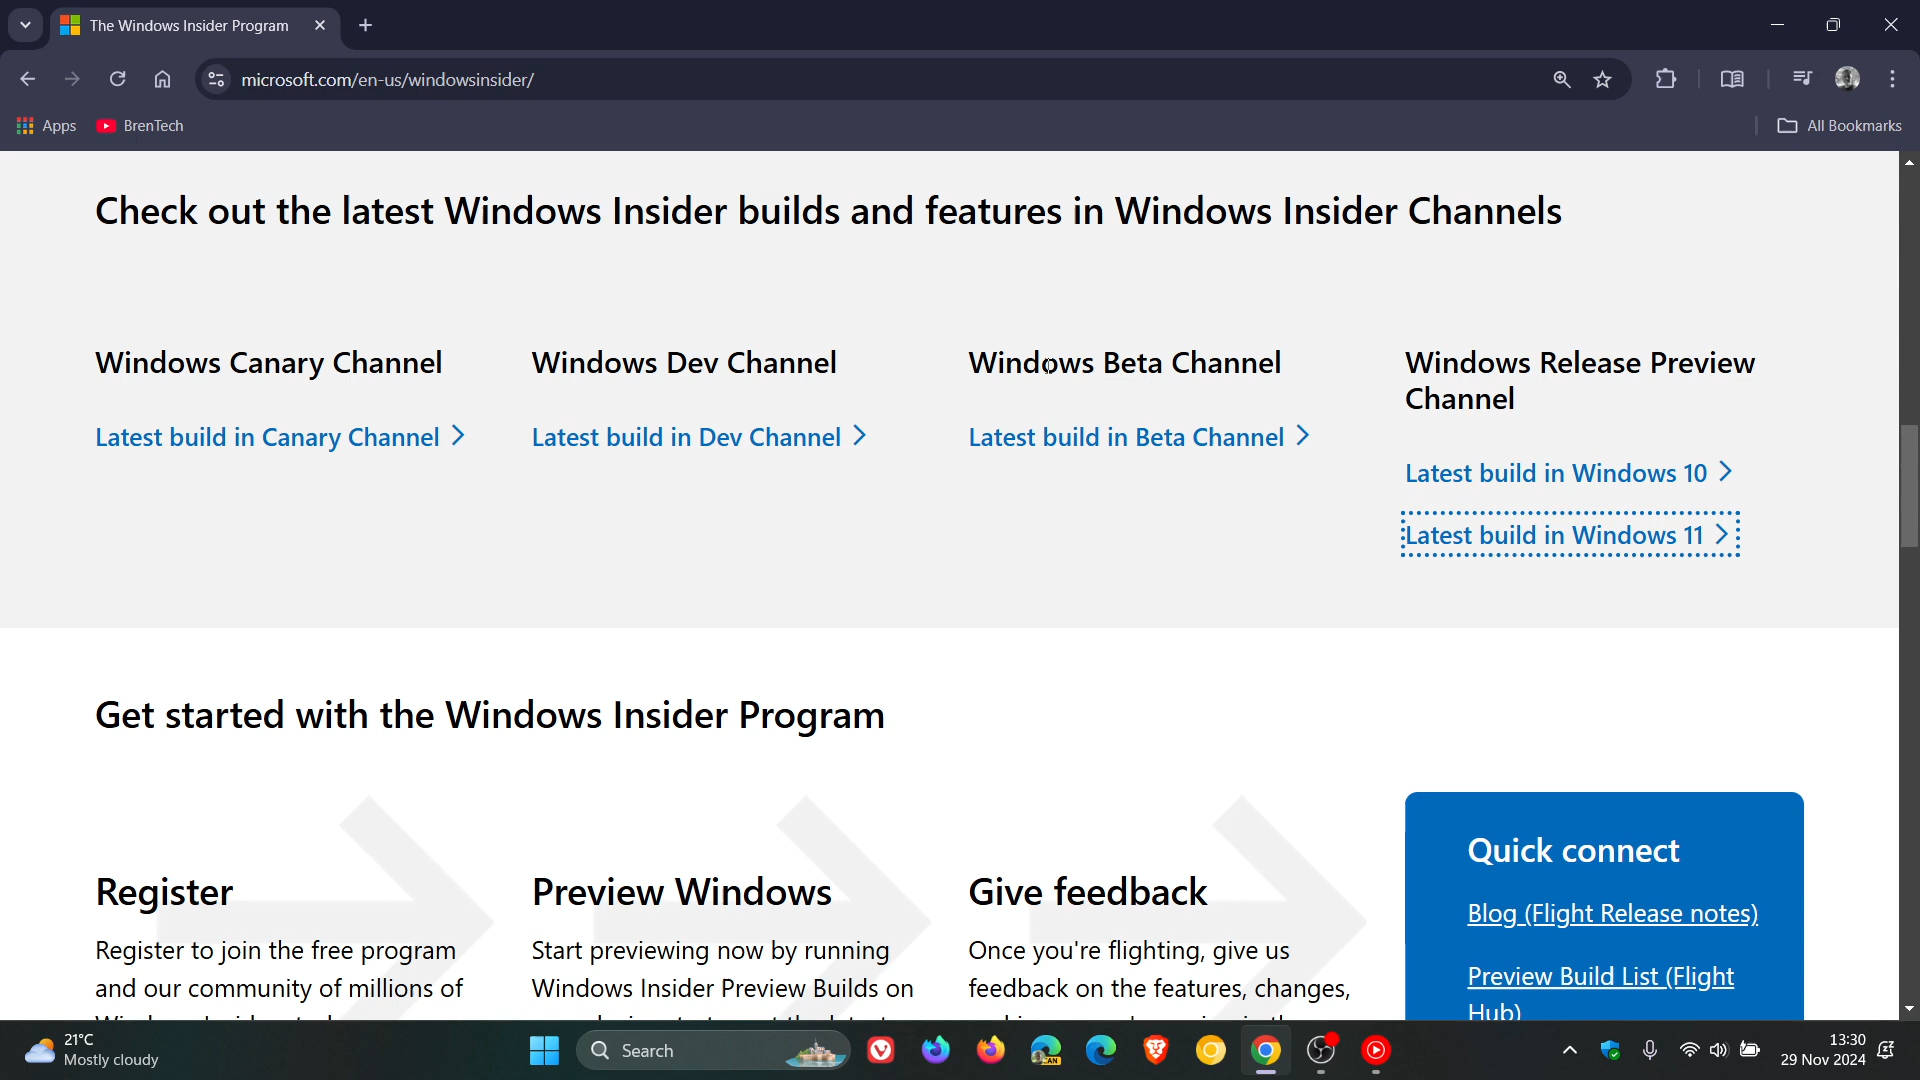 The Windows Insider Program
microsoft.com/en-us/windowsinsider/
Apps
BrenTech
All Bookmarks
Check out the latest Windows Insider builds and features in Windows Insider Channels
Windows Canary Channel
Latest build in Canary Channel
Windows Dev Channel
Latest build in Dev Channel
Windows Beta Channel
Latest build in Beta Channel
Windows Release Preview
Channel
Latest build in Windows 10
Latest build in Windows 11
Get started with the Windows Insider Program
Register
Register to join the free program
and our community of millions of
Preview Windows
Start previewing now by running
Windows Insider Preview Builds on
Give feedback
Once you're flighting, give us
feedback on the features, changes,
Quick connect
Blog (Flight Release notes)
Preview Build List (Flight
Hub)
21°C
Mostly cloudy
Search
CAN
13:30
29 Nov 2024